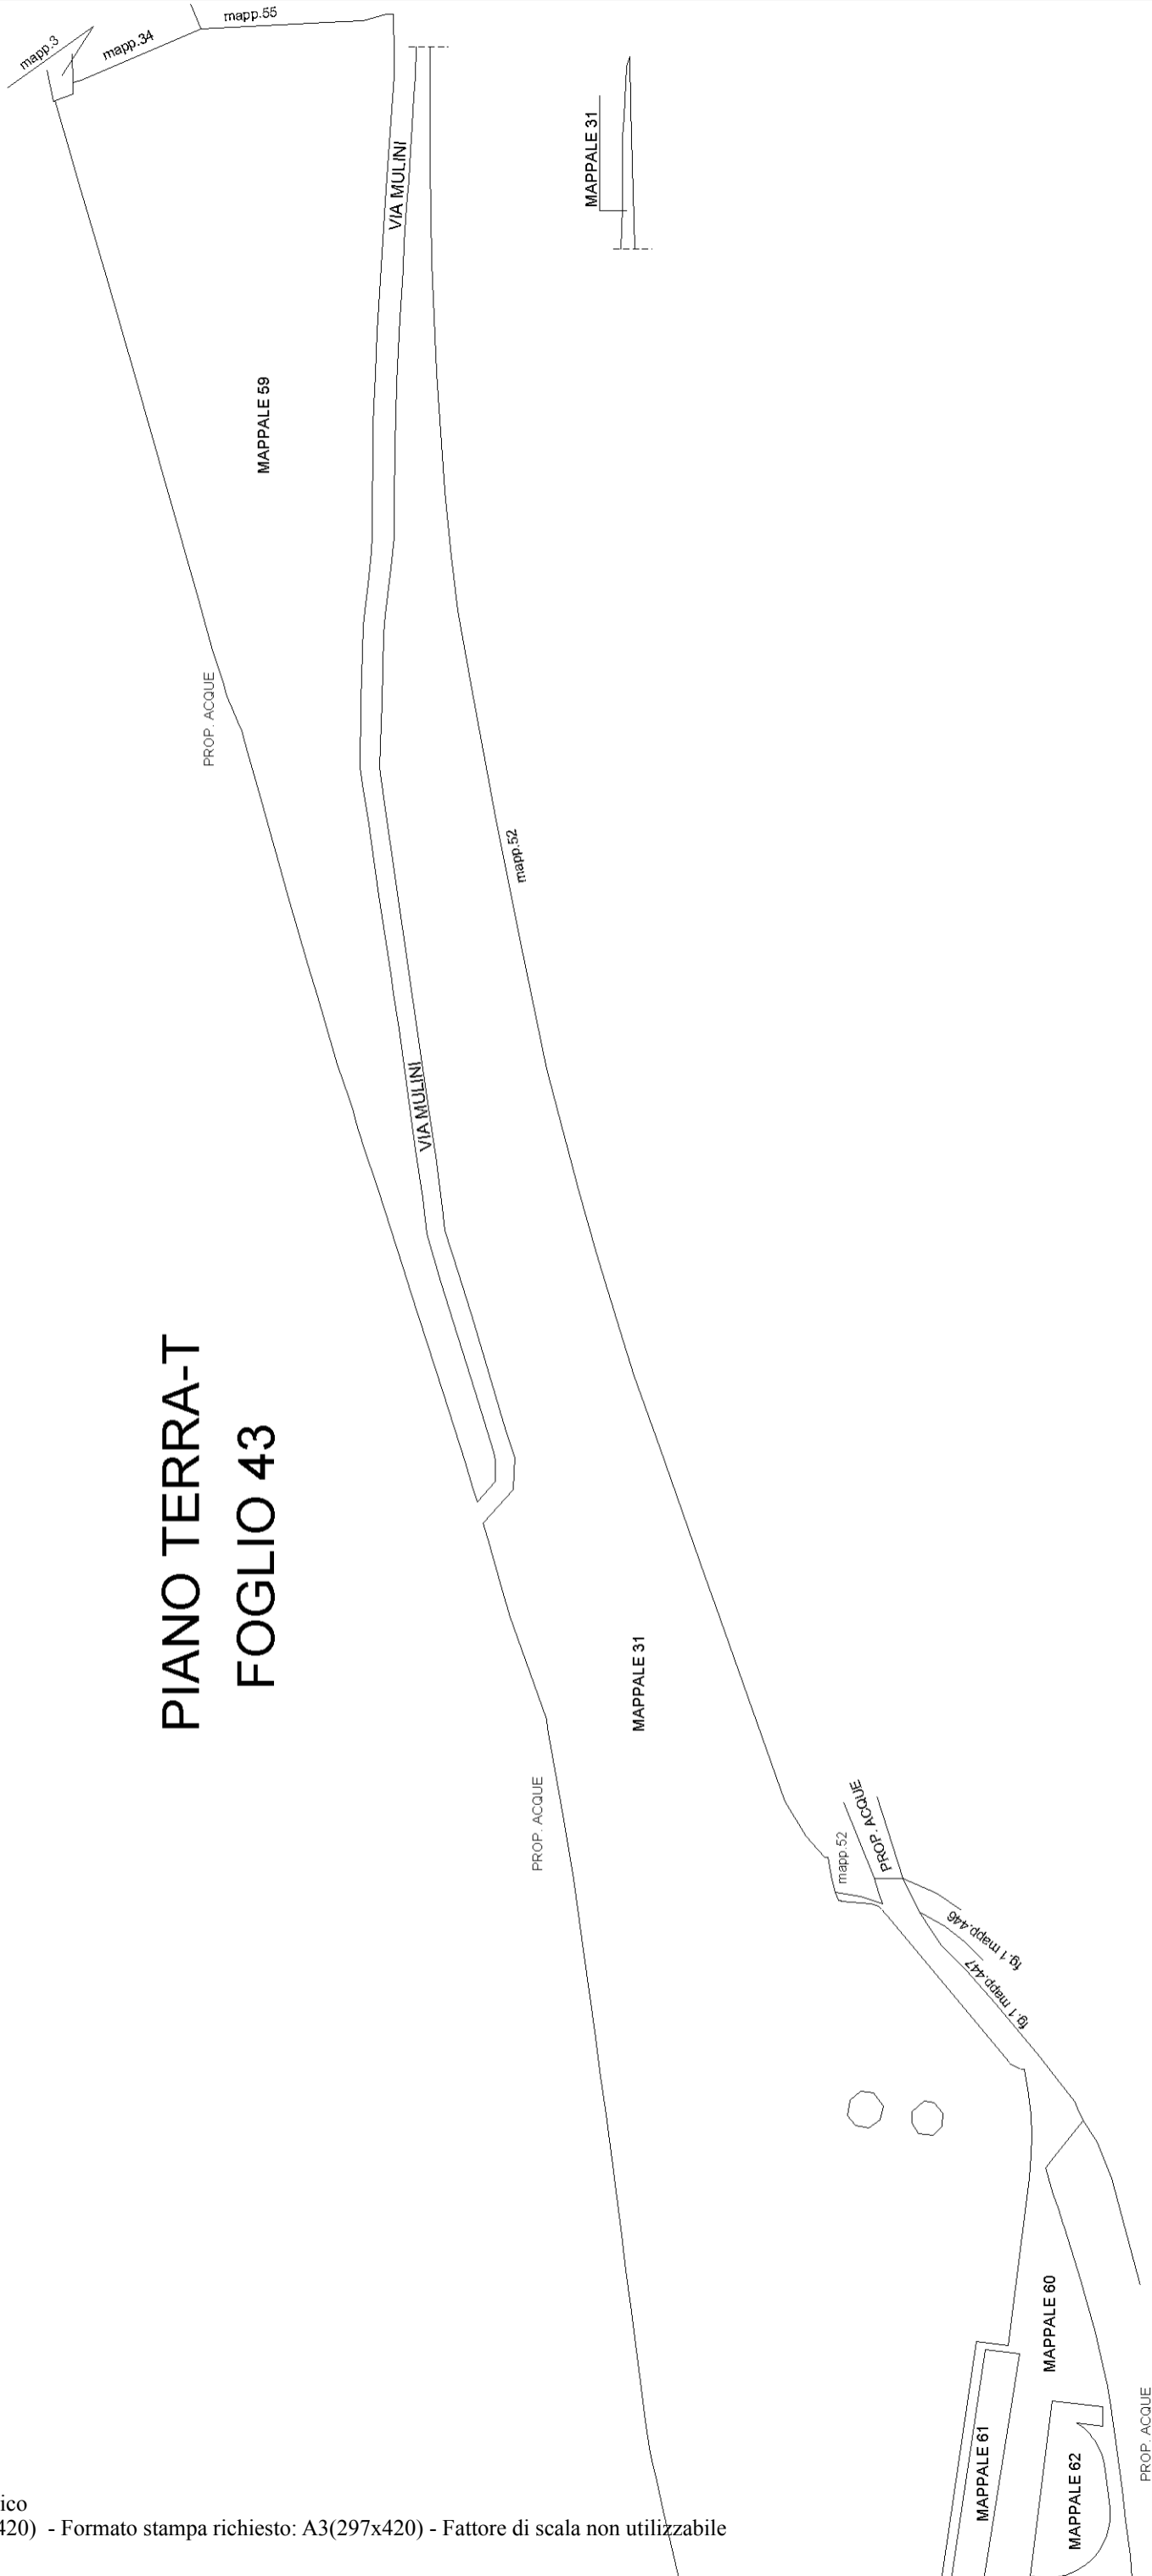 mapp.3
mapp.34
mapp.55
VIA MULINI
MAPPALE 31
MAPPALE 59
PROP. ACQUE
mapp.52
VIA MULINI
PIANO TERRA-T
FOGLIO 43
MAPPALE 31
PROP. ACQUE
mapp.52
PROP. ACQUE
fg.1 mapp.446
fg.1 mapp.447
MAPPALE 60
MAPPALE 61
MAPPALE 62
PROP. ACQUE
ico
420) - Formato stampa richiesto: A3(297x420) - Fattore di scala non utilizzabile